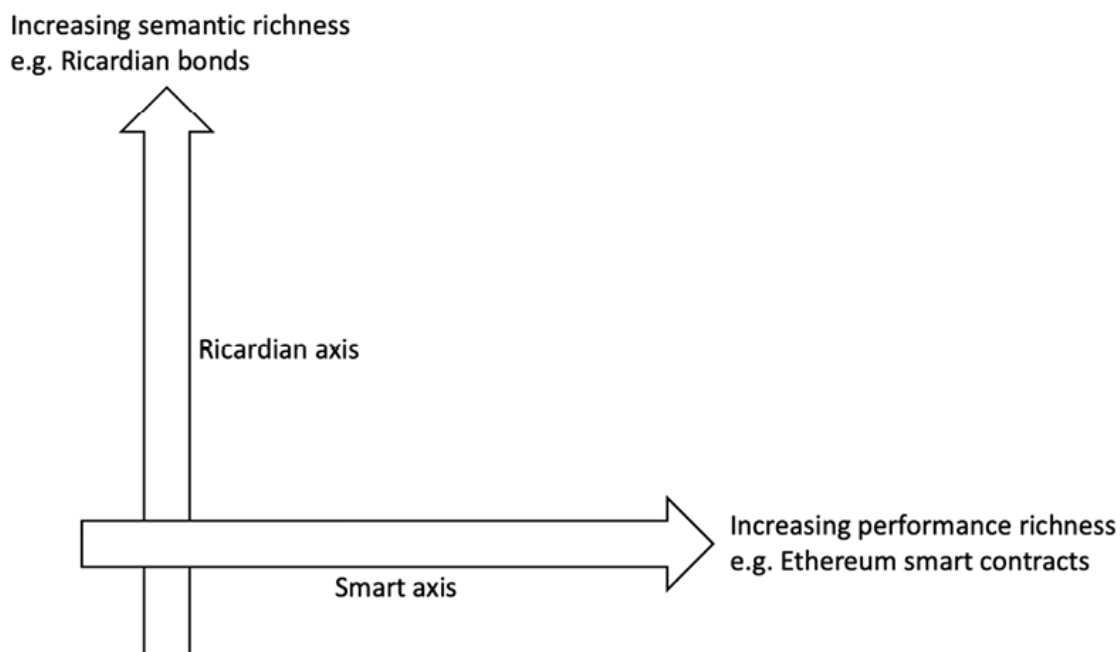 Increasing semantic richness
e.g. Ricardian bonds
Ricardian axis
Increasing performance richness
e.g. Ethereum smart contracts
Smart axis